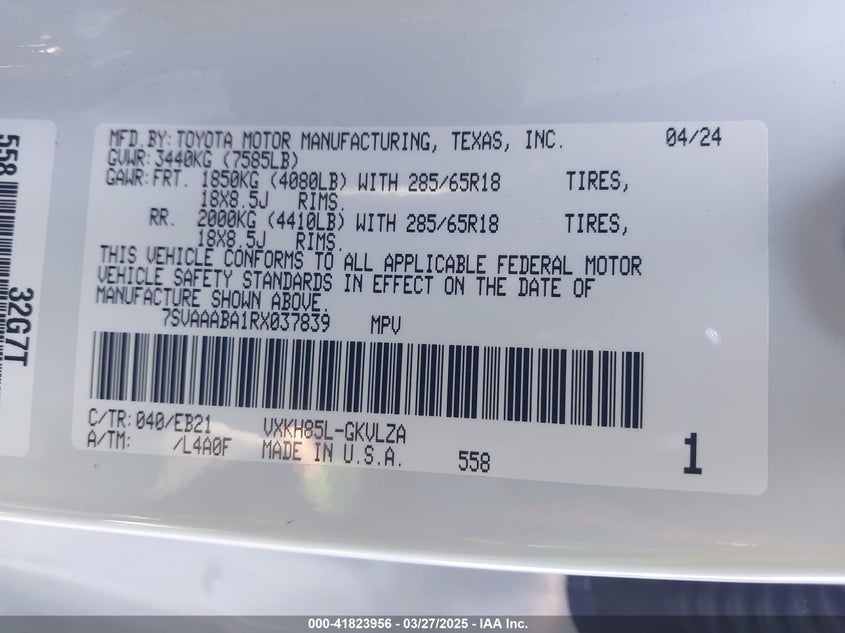 MFD.BY: TOYOTA MOTOR MANUFACTURING, TEXAS, INC. 04/24
GVWR: 3440KG (7585LB)
GAWR: FRT. 1850KG (4080LB) WITH 285/65R18 TIRES,
18X8.5J RIMS.
RR. 2000KG (4410LB) WITH 285/65R18 TIRES,
18X8.5J RIMS.
THIS VEHICLE CONFORMS TO ALL APPLICABLE FEDERAL MOTOR
VEHICLE SAFETY STANDARDS IN EFFECT ON THE DATE OF
MANUFACTURE SHOWN ABOVE.
7SVAAABA1RX037839 MPV
C/TR: 040/EB21 VXKH85L-GKVLZA
A/TM: /L4A0F MADE IN U.S.A. 558 1
558 32G7T
000-41823956 | 03/27/2025 - IAA Inc.